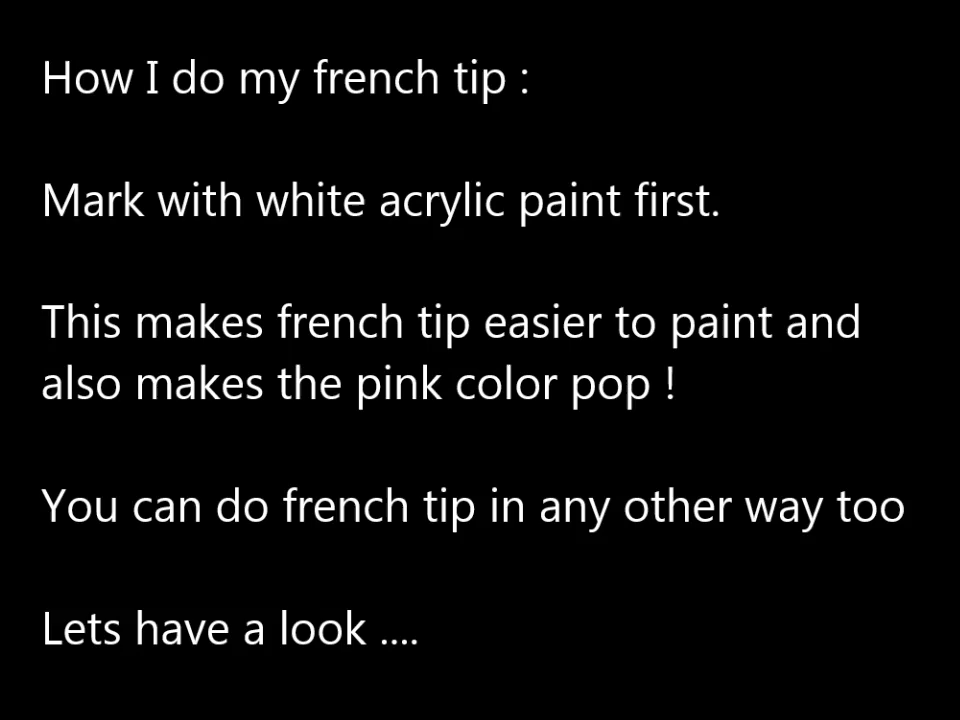 How I do my french tip :
Mark with white acrylic paint first.
This makes french tip easier to paint and
also makes the pink color pop !
You can do french tip in any other way too
Lets have a look ....